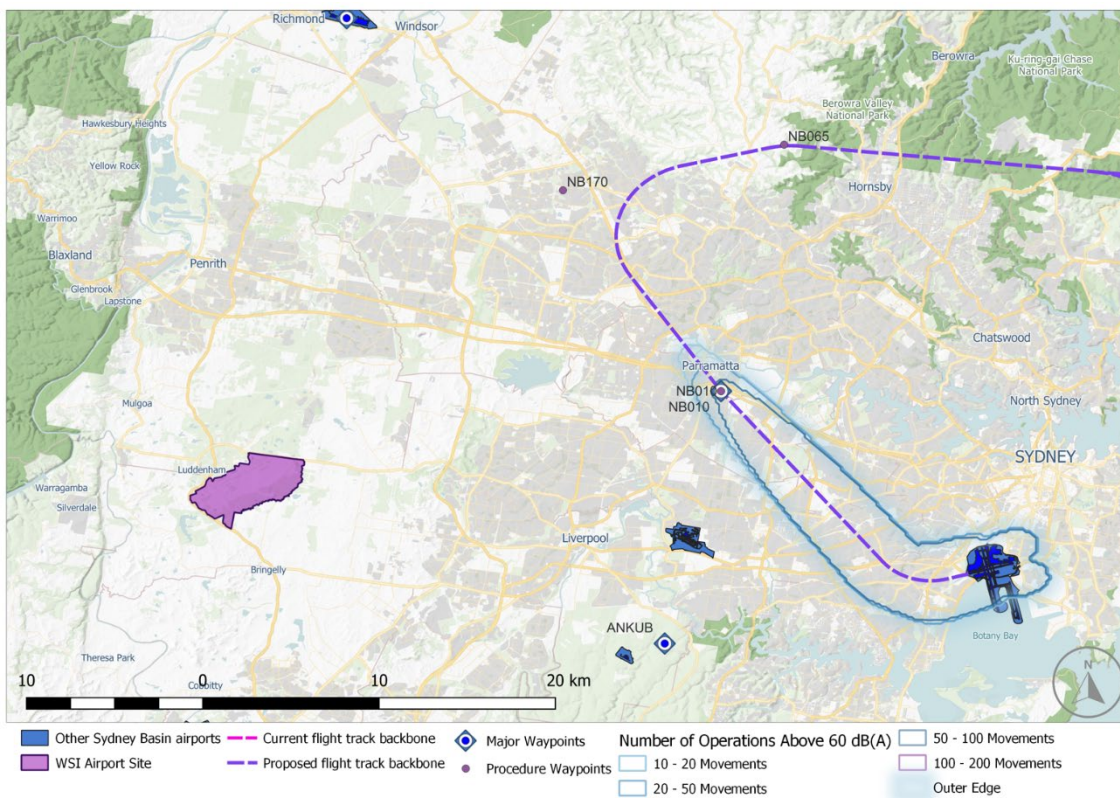 Richmond
Windsor
Berowra
Ku-ring-gai Chase
National Park
Berowra Valley
National Park
Hawkesbury Heights
NB065
Yellow Rock
NB170
Hornsby
Warrimoo
Blaxland
Penrith
Glenbrook
Lapstone
Chatswood
Parramatta
NB01
NB010
North Sydney
Mulgoa
SYDNEY
Luddenham
Warragamba
Silverdale
Liverpool
Bringelly
ANKUB
Botany Bay
Theresa Park
Cobbitty
N
10 0 10 20 km
Other Sydney Basin airports
WSI Airport Site
Current flight track backbone
Proposed flight track backbone
Major Waypoints
Procedure Waypoints
Number of Operations Above 60 dB(A)
10 - 20 Movements
20 - 50 Movements
50 - 100 Movements
100 - 200 Movements
Outer Edge